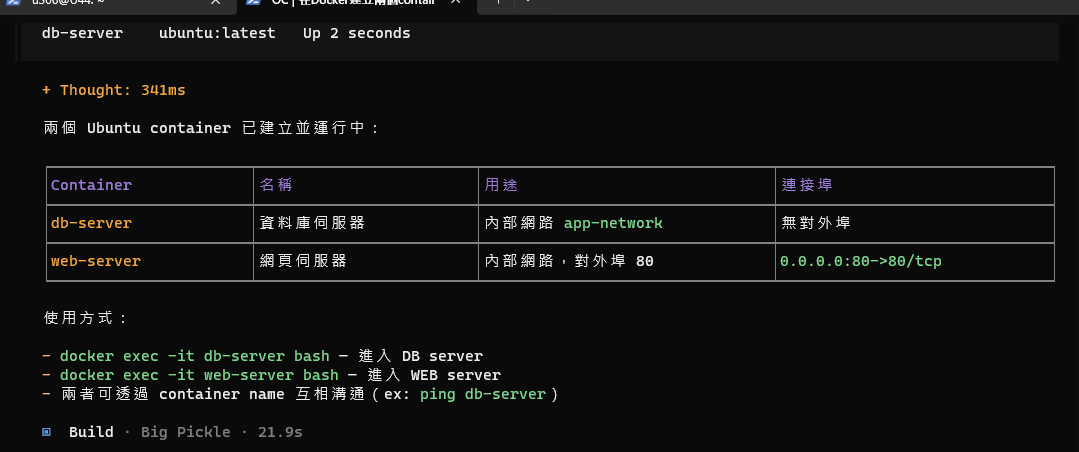 db-server ubuntu:latest Up 2 seconds
+ Thought: 341ms
兩個 Ubuntu container 已建立並運行中：
Container 名稱 用途 連接埠
db-server 資料庫伺服器 內部網路 app-network 無對外埠
web-server 網頁伺服器 內部網路，對外埠 80 0.0.0.0:80->80/tcp
使用方式：
- docker exec -it db-server bash — 進入 DB server
- docker exec -it web-server bash — 進入 WEB server
- 兩者可透過 container name 互相溝通（ex: ping db-server）
Build · Big Pickle · 21.9s